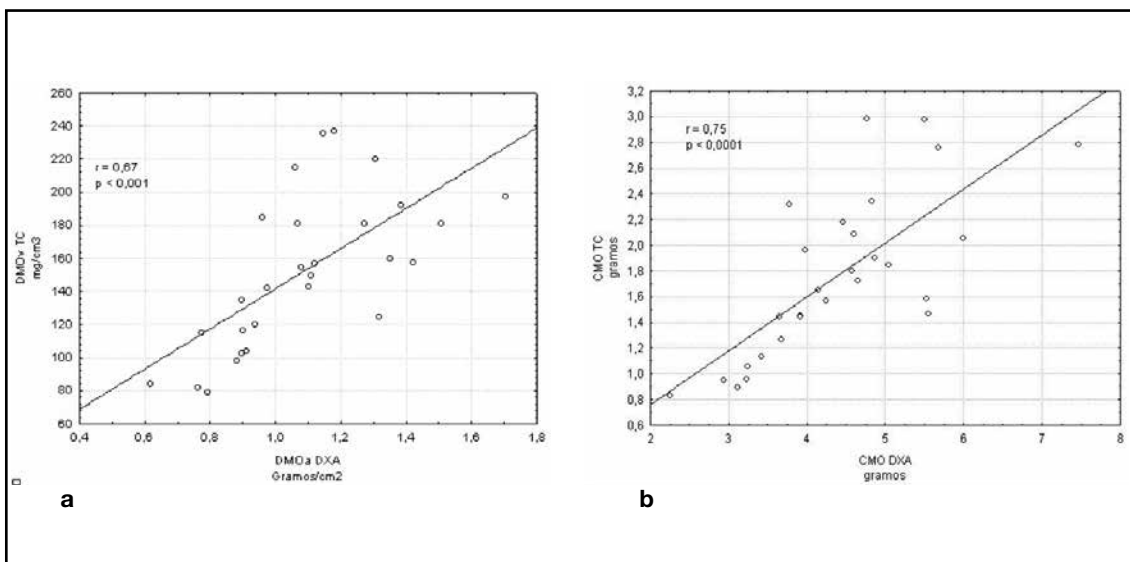 260
240
220
200
180
160
140
120
100
80
60
DMOv TC
mg/cm3
r = 0,67
p < 0,001
0,4 0,6 0,8 1,0 1,2 1,4 1,6 1,8
DMOa DXA
Gramos/cm2
a
3,2
3,0
2,8
2,6
2,4
2,2
2,0
1,8
1,6
1,4
1,2
1,0
0,8
0,6
CMO TC
gramos
r = 0,75
p < 0,0001
2 3 4 5 6 7 8
CMO DXA
gramos
b